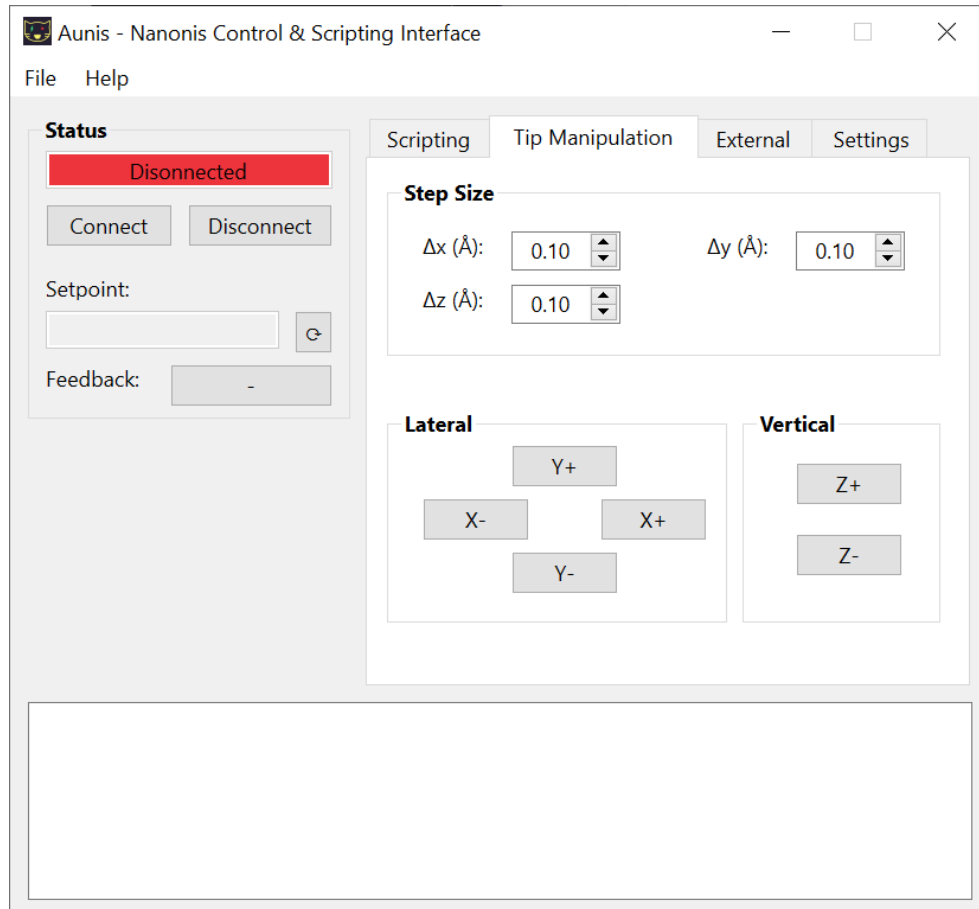 Aunis - Nanonis Control & Scripting Interface
File Help
Status
Disonnected
Connect Disconnect
Setpoint:
Feedback: -
Scripting Tip Manipulation External Settings
Step Size
Δx (Å): 0.10 Δy (Å): 0.10
Δz (Å): 0.10
Lateral
Y+
X- X+
Y-
Vertical
Z+
Z-